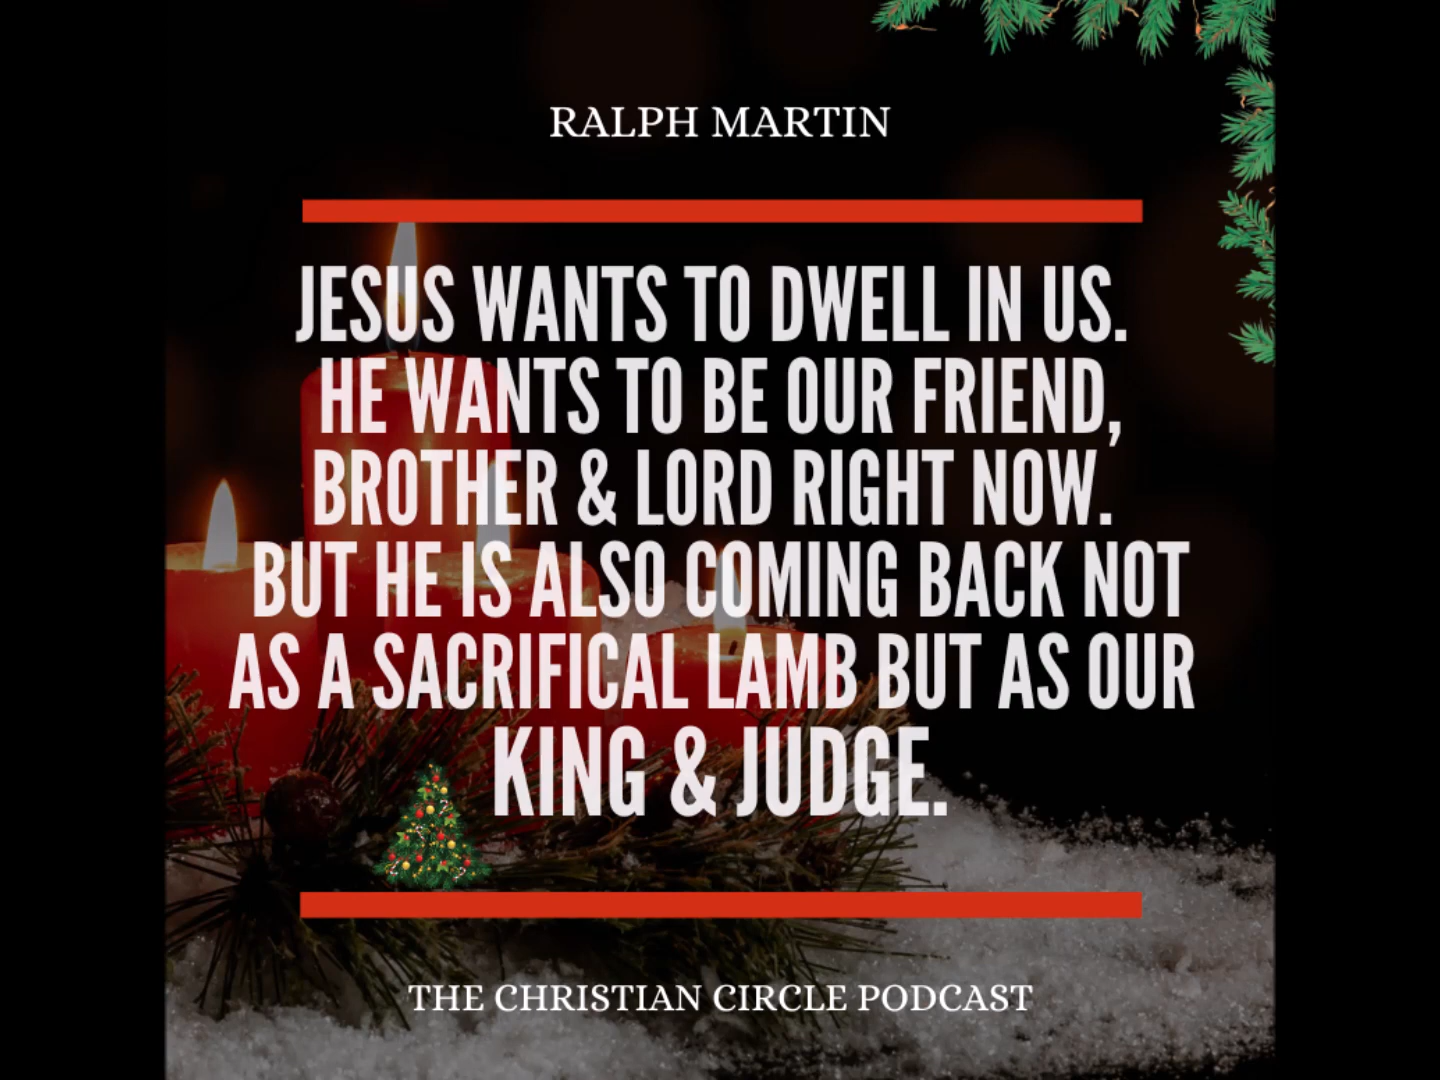 RALPH MARTIN
JESUS WANTS TO DWELL IN US.
HE WANTS TO BE OUR FRIEND,
BROTHER & LORD RIGHT NOW.
BUT HE IS ALSO COMING BACK NOT
AS A SACRIFICAL LAMB BUT AS OUR
KING & JUDGE.
THE CHRISTIAN CIRCLE PODCAST